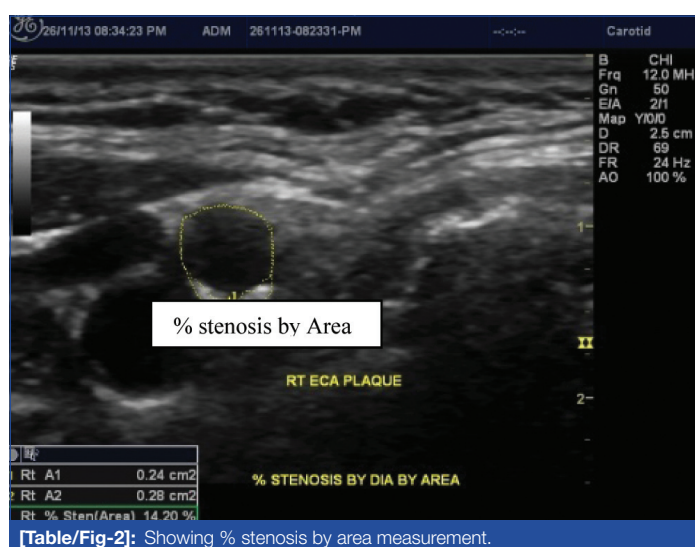 26/11/13 08:34:23 PM ADM 261113-082331-PM --:--:-- Carotid
B CHI
Frq 12.0 MH
Gn 50
E/A 2/1
Map Y/0/0
D 2.5 cm
DR 69
FR 24 Hz
AO 100 %
1-
% stenosis by Area
RT ECA PLAQUE
2-
Rt A1 0.24 cm2
2 Rt A2 0.28 cm2
Rt % Sten(Area) 14.20 %
% STENOSIS BY DIA BY AREA
[Table/Fig-2]: Showing % stenosis by area measurement.